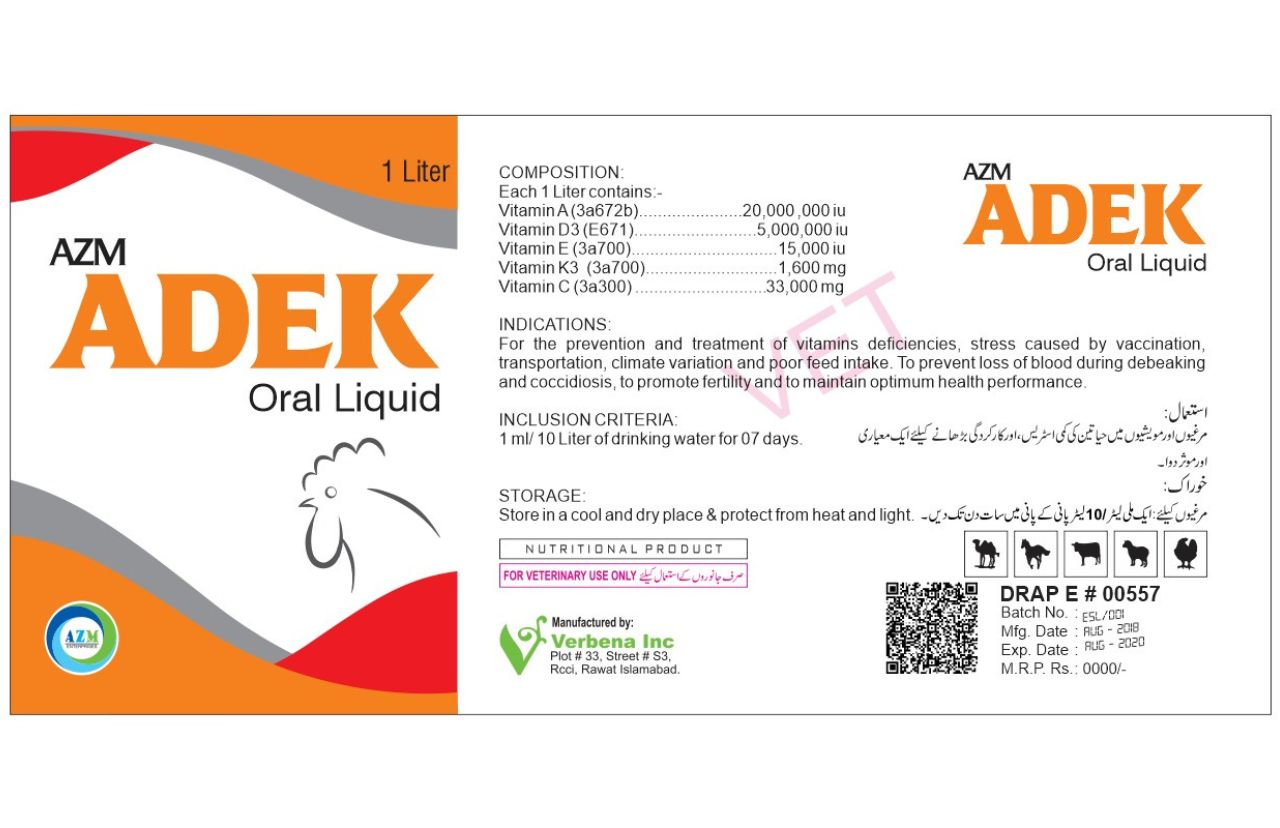 1 Liter
AZM
ADEK
Oral Liquid
AZM
ENTERPRISES
COMPOSITION:
Each 1 Liter contains:-
Vitamin A (3a672b)......................20,000 ,000 iu
Vitamin D3 (E671)..........................5,000,000 iu
Vitamin E (3a700)...............................15,000 iu
Vitamin K3 (3a700)............................1,600 mg
Vitamin C (3a300) ............................33,000 mg
INDICATIONS:
For the prevention and treatment of vitamins deficiencies, stress caused by vaccination,
transportation, climate variation and poor feed intake. To prevent loss of blood during debeaking
and coccidiosis, to promote fertility and to maintain optimum health performance.
VET
INCLUSION CRITERIA:
1 ml/ 10 Liter of drinking water for 07 days.
STORAGE:
Store in a cool and dry place & protect from heat and light.
NUTRITIONAL PRODUCT
FOR VETERINARY USE ONLY صرف جانوروں کے استعمال کیلئے
Manufactured by:
Verbena Inc
Plot # 33, Street # S3,
Rcci, Rawat Islamabad.
AZM
ADEK
Oral Liquid
استعمال:
مرغیوں اور مویشیوں میں حیاتین کی کمی اسٹریس، اور کارکردگی بڑھانے کیلئے ایک معیاری
اور موثر دوا۔
خوراک:
مرغیوں کیلئے: ایک ملی لیٹر/10 لیٹر پانی کے پانی میں سات دن تک دیں۔
DRAP E # 00557
Batch No. : ESL/001
Mfg. Date : AUG - 2018
Exp. Date : AUG - 2020
M.R.P. Rs.: 0000/-